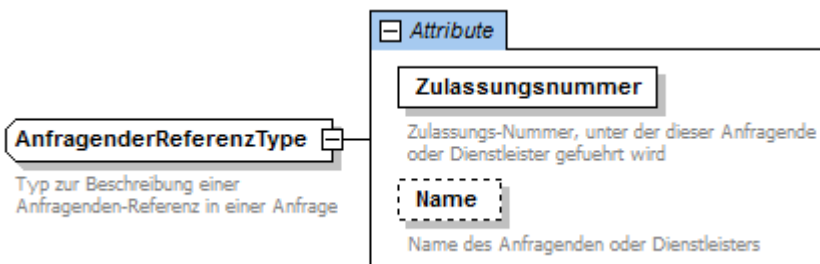 Attribute
Zulassungsnummer
Zulassungs-Nummer, unter der dieser Anfragende
oder Dienstleister gefuehrt wird
AnfragenderReferenzType
Typ zur Beschreibung einer
Anfragenden-Referenz in einer Anfrage
Name
Name des Anfragenden oder Dienstleisters